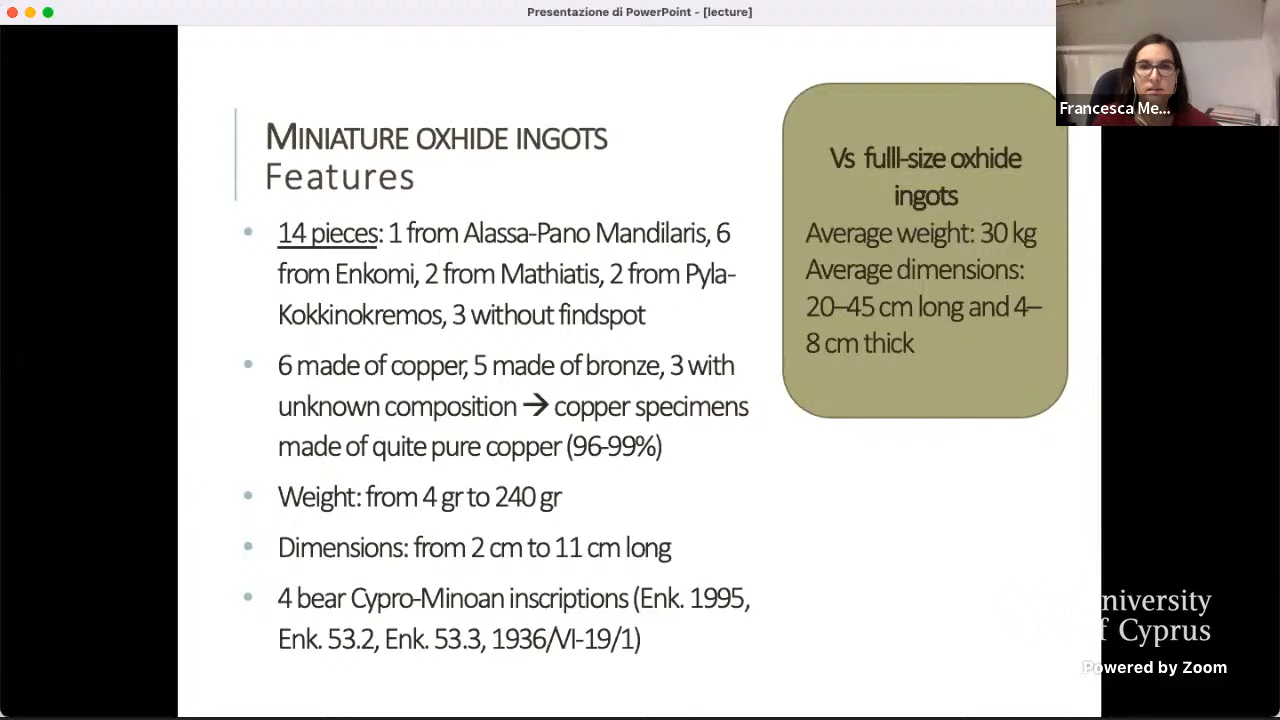 Presentazione di PowerPoint - [lecture]
Francesca Me...
MINIATURE OXHIDE INGOTS
Features
14 pieces: 1 from Alassa-Pano Mandilaris, 6
from Enkomi, 2 from Mathiatis, 2 from Pyla-
Kokkinokremos, 3 without findspot
6 made of copper, 5 made of bronze, 3 with
unknown composition → copper specimens
made of quite pure copper (96-99%)
Weight: from 4 gr to 240 gr
Dimensions: from 2 cm to 11 cm long
4 bear Cypro-Minoan inscriptions (Enk. 1995,
Enk. 53.2, Enk. 53.3, 1936/VI-19/1)
Vs fulll-size oxhide
ingots
Average weight: 30 kg
Average dimensions:
20–45 cm long and 4–
8 cm thick
niversity
f Cyprus
Powered by Zoom